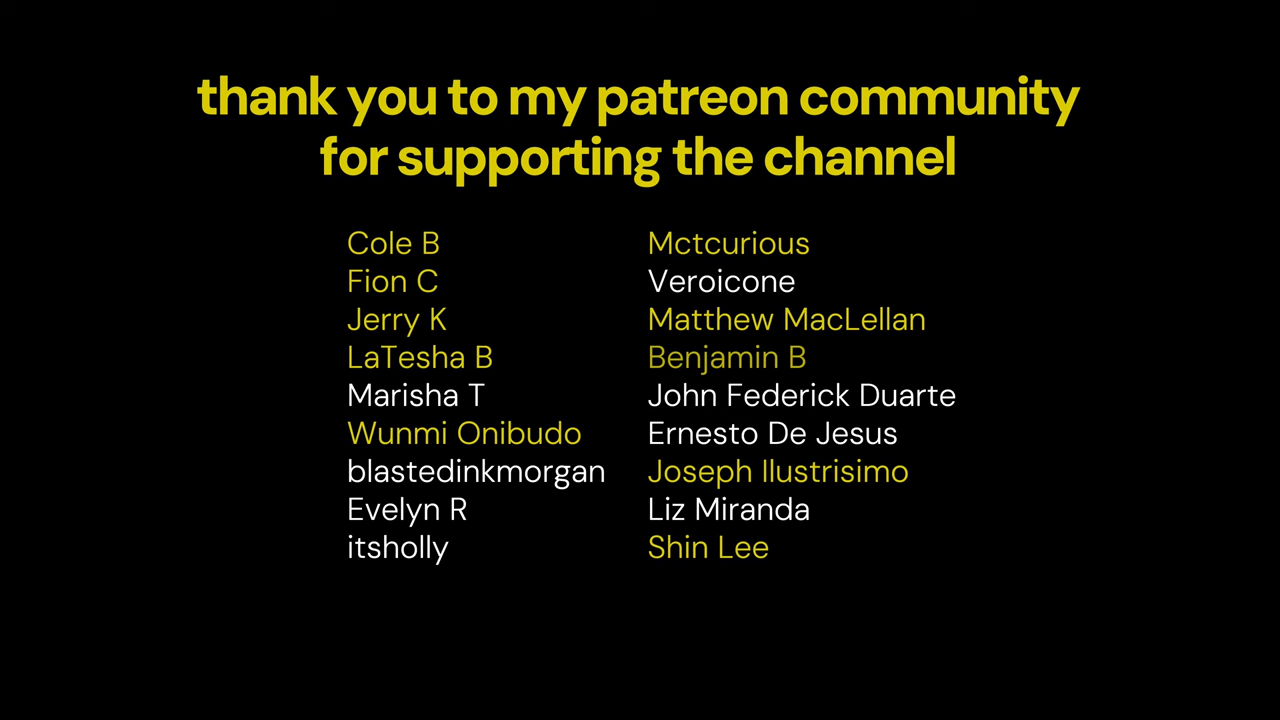 thank you to my patreon community
for supporting the channel
Cole B
Fion C
Jerry K
LaTesha B
Marisha T
Wunmi Onibudo
blastedinkmorgan
Evelyn R
itsholly
Mctcurious
Veroicone
Matthew MacLellan
Benjamin B
John Federick Duarte
Ernesto De Jesus
Joseph Ilustrisimo
Liz Miranda
Shin Lee